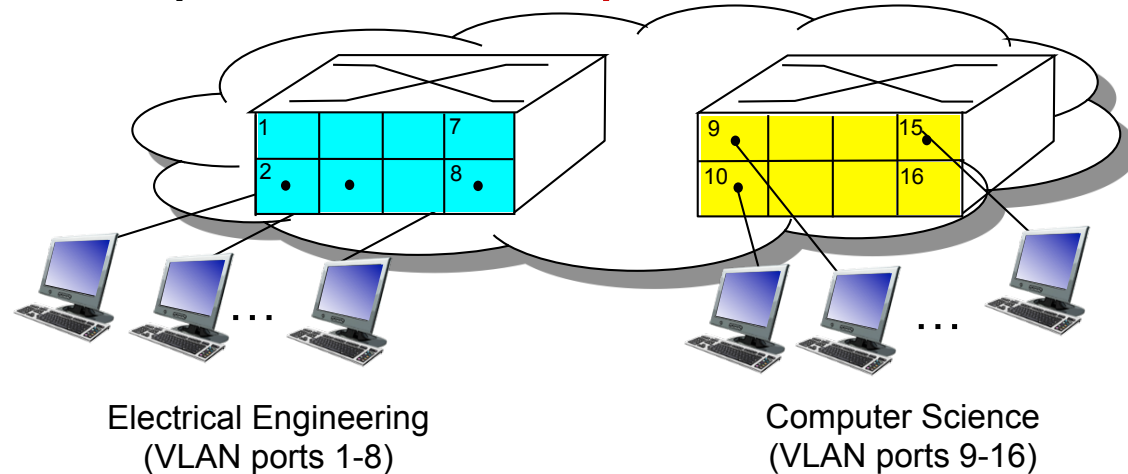 1 7
2 8
9 15
10 16
... ...
Electrical Engineering
(VLAN ports 1-8)
Computer Science
(VLAN ports 9-16)